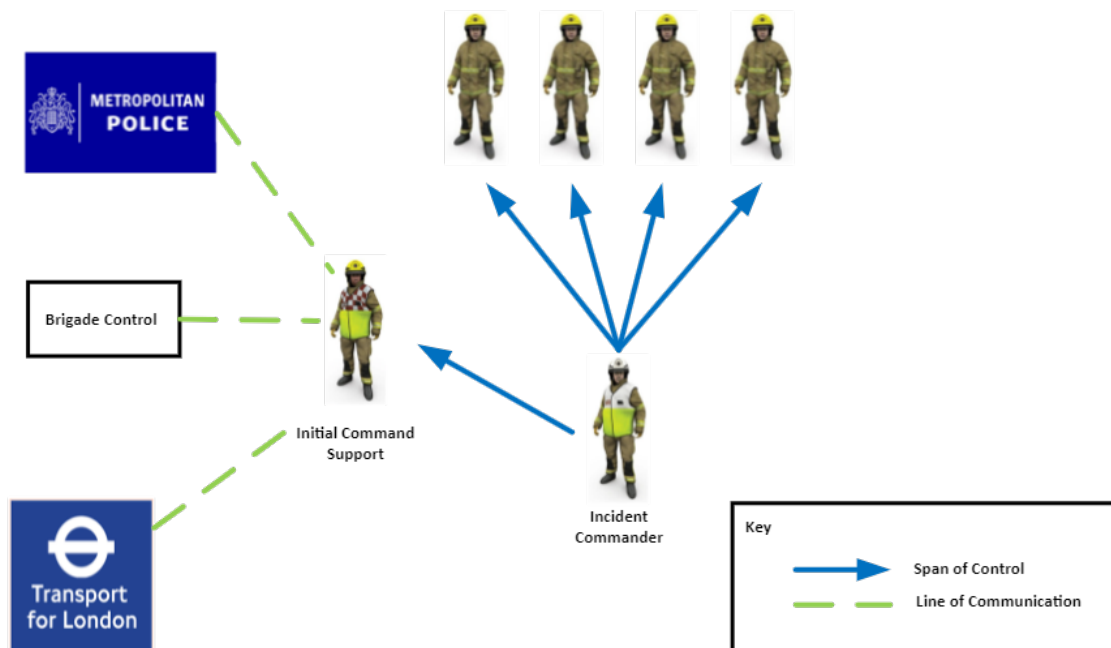 METROPOLITAN
POLICE
Brigade Control
Initial Command
Support
Transport
for London
Incident
Commander
Key
Span of Control
Line of Communication